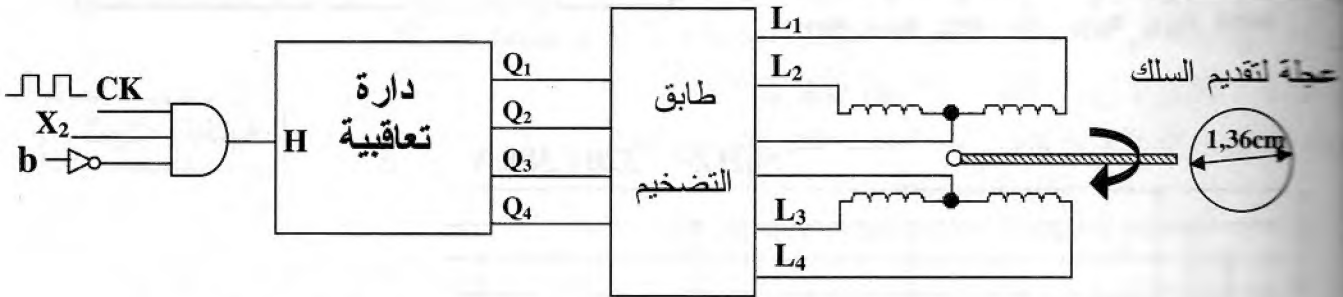 CK
X₂
b
H
دارة
تعاقبية
Q₁
Q₂
Q₃
Q₄
طابق
التضخيم
L₁
L₂
L₃
L₄
عجلة لتقديم السلك
1,36cm